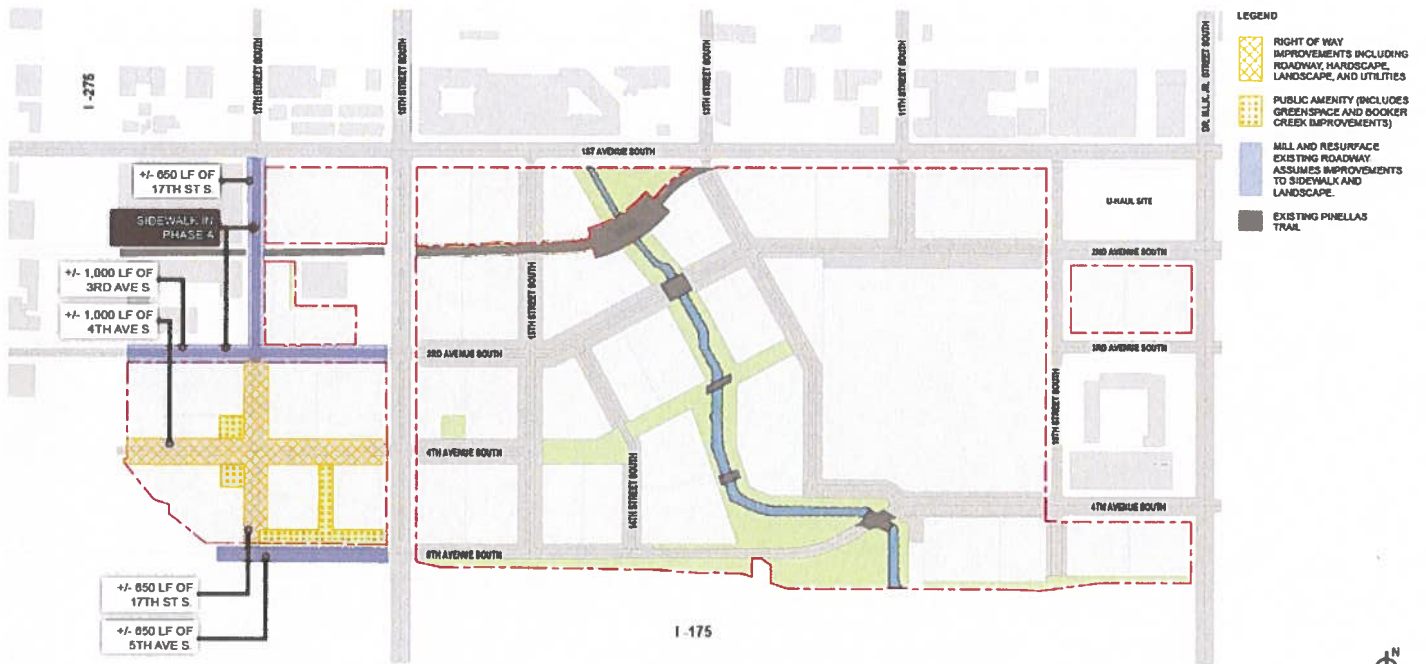 LEGEND
RIGHT OF WAY
IMPROVEMENTS INCLUDING
ROADWAY, HARDSCAPE,
LANDSCAPE, AND UTILITIES
PUBLIC AMENITY (INCLUDES
GREENSPACE AND BOOKER
CREEK IMPROVEMENTS)
MILL AND RESURFACE
EXISTING ROADWAY
ASSUMES IMPROVEMENTS
TO SIDEWALK AND
LANDSCAPE.
EXISTING PINELLAS
TRAIL
I -275
17TH STREET SOUTH
16TH STREET SOUTH
13TH STREET SOUTH
11TH STREET SOUTH
DR. M.L.K. JR. STREET SOUTH
1ST AVENUE SOUTH
+/- 650 LF OF
17TH ST S.
SIDEWALK IN
PHASE A
+/- 1,000 LF OF
3RD AVE S
+/- 1,000 LF OF
4TH AVE S
U-HAUL SITE
2ND AVENUE SOUTH
15TH STREET SOUTH
3RD AVENUE SOUTH
3RD AVENUE SOUTH
10TH STREET SOUTH
4TH AVENUE SOUTH
14TH STREET SOUTH
4TH AVENUE SOUTH
5TH AVENUE SOUTH
+/- 650 LF OF
17TH ST S.
+/- 650 LF OF
5TH AVE S.
I -175
N